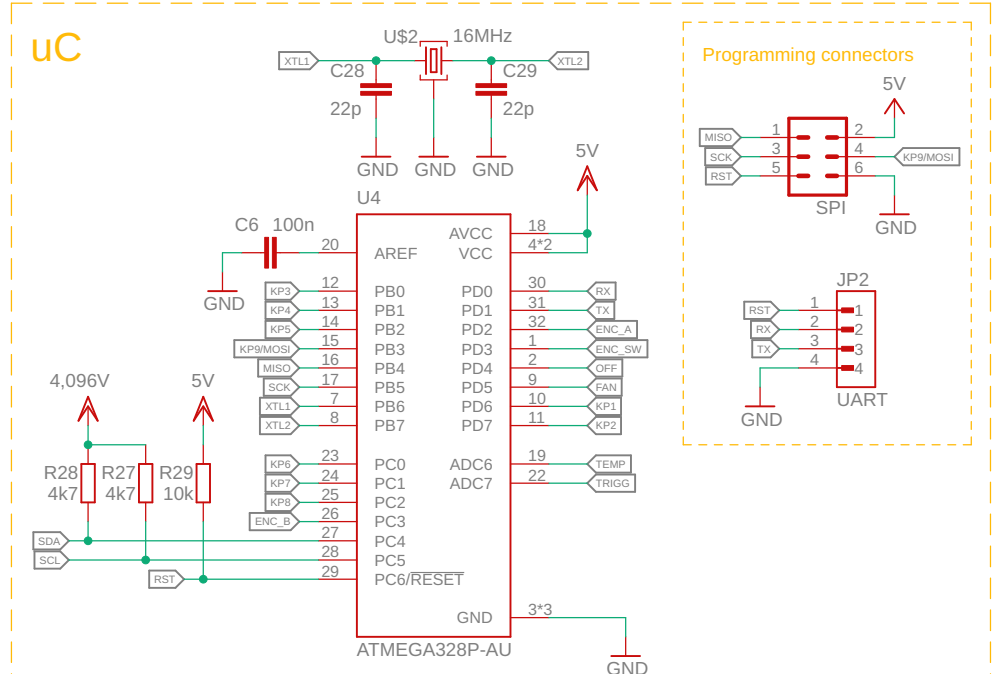 uC
U$2 16MHz
XTL1 XTL2
C28 C29
22p 22p
GND GND GND
5V
U4
C6 100n
GND
20 AREF
12 PB0
13 PB1
14 PB2
15 PB3
16 PB4
17 PB5
7 PB6
8 PB7
23 PC0
24 PC1
25 PC2
26 PC3
27 PC4
28 PC5
29 PC6/RESET
KP3
KP4
KP5
KP9/MOSI
MISO
SCK
XTL1
XTL2
KP6
KP7
KP8
ENC_B
SDA
SCL
RST
4,096V 5V
R28 R27 R29
4k7 4k7 10k
AVCC 18
VCC 4*2
PD0 30 RX
PD1 31 TX
PD2 32 ENC_A
PD3 1 ENC_SW
PD4 2 OFF
PD5 9 FAN
PD6 10 KP1
PD7 11 KP2
ADC6 19 TEMP
ADC7 22 TRIGG
GND 3*3
GND
ATMEGA328P-AU
Programming connectors
5V
MISO 1 2
SCK 3 4 KP9/MOSI
RST 5 6
SPI
GND
JP2
RST 1 1
RX 2 2
TX 3 3
4 4
UART
GND